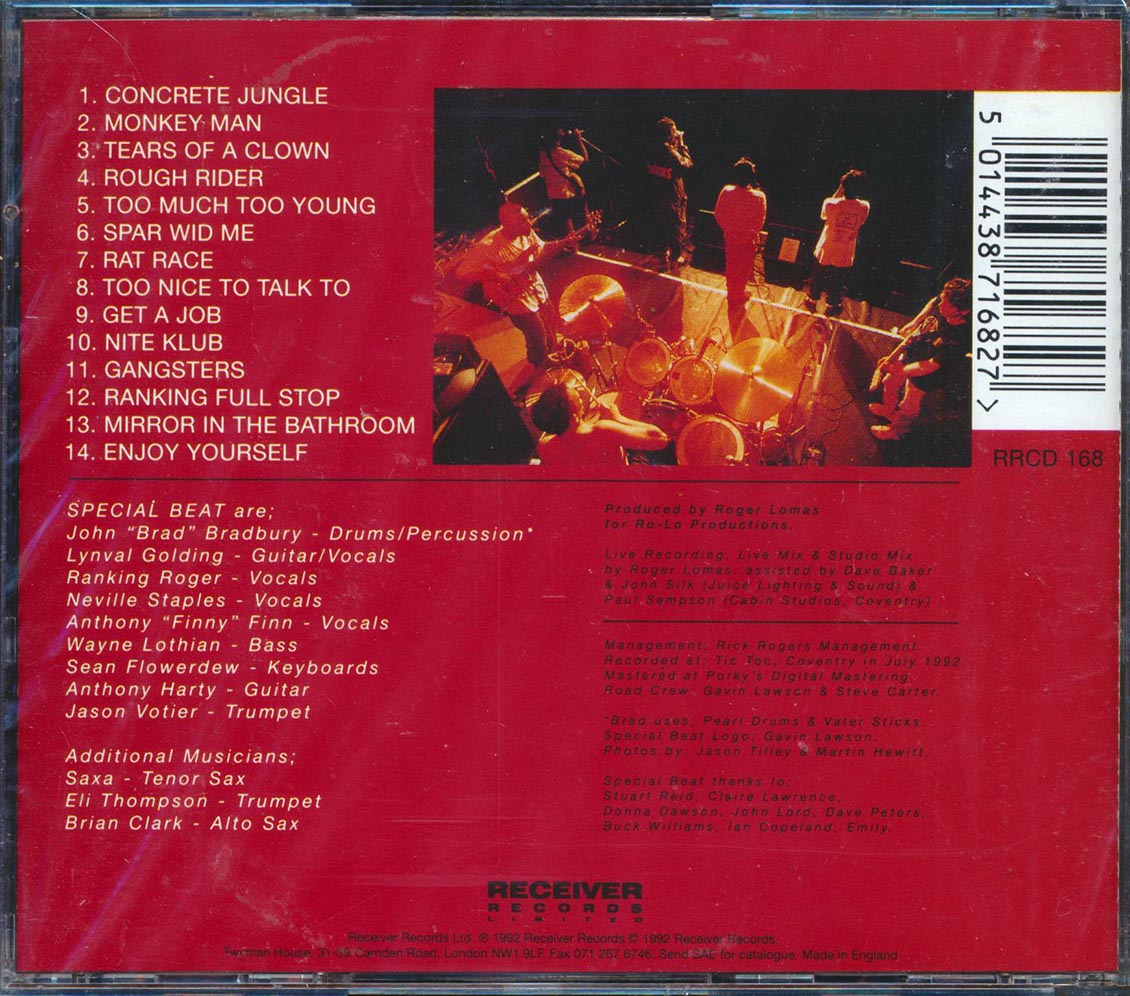 1. CONCRETE JUNGLE
2. MONKEY MAN
3. TEARS OF A CLOWN
4. ROUGH RIDER
5. TOO MUCH TOO YOUNG
6. SPAR WID ME
7. RAT RACE
8. TOO NICE TO TALK TO
9. GET A JOB
10. NITE KLUB
11. GANGSTERS
12. RANKING FULL STOP
13. MIRROR IN THE BATHROOM
14. ENJOY YOURSELF
5 014438 716827 >
RRCD 168
SPECIAL BEAT are;
John “Brad” Bradbury - Drums/Percussion*
Lynval Golding - Guitar/Vocals
Ranking Roger - Vocals
Neville Staples - Vocals
Anthony “Finny” Finn - Vocals
Wayne Lothian - Bass
Sean Flowerdew - Keyboards
Anthony Harty - Guitar
Jason Votier - Trumpet
Additional Musicians;
Saxa - Tenor Sax
Eli Thompson - Trumpet
Brian Clark - Alto Sax
Produced by Roger Lomas
for Ro-Lo Productions.
Live Recording, Live Mix & Studio Mix
by Roger Lomas, assisted by Dave Baker
& John Silk (Juice Lighting & Sound) &
Paul Sampson (Cabin Studios, Coventry)
Management; Rick Rogers Management.
Recorded at; Tic Toc, Coventry in July 1992.
Mastered at Porky's Digital Mastering.
Road Crew; Gavin Lawson & Steve Carter.
*Brad uses; Pearl Drums & Vater Sticks.
Special Beat Logo; Gavin Lawson.
Photos by; Jason Tilley & Martin Hewitt.
Special Beat thanks to;
Stuart Reid, Claire Lawrence,
Donna Dawson, John Lord, Dave Peters,
Buck Williams, Ian Copeland, Emily.
RECEIVER
RECORDS
LIMITED
Receiver Records Ltd. ℗ 1992 Receiver Records © 1992 Receiver Records.
Twyman House, 31-39 Camden Road, London NW1 9LF Fax 071 267 6746. Send SAE for catalogue. Made in England